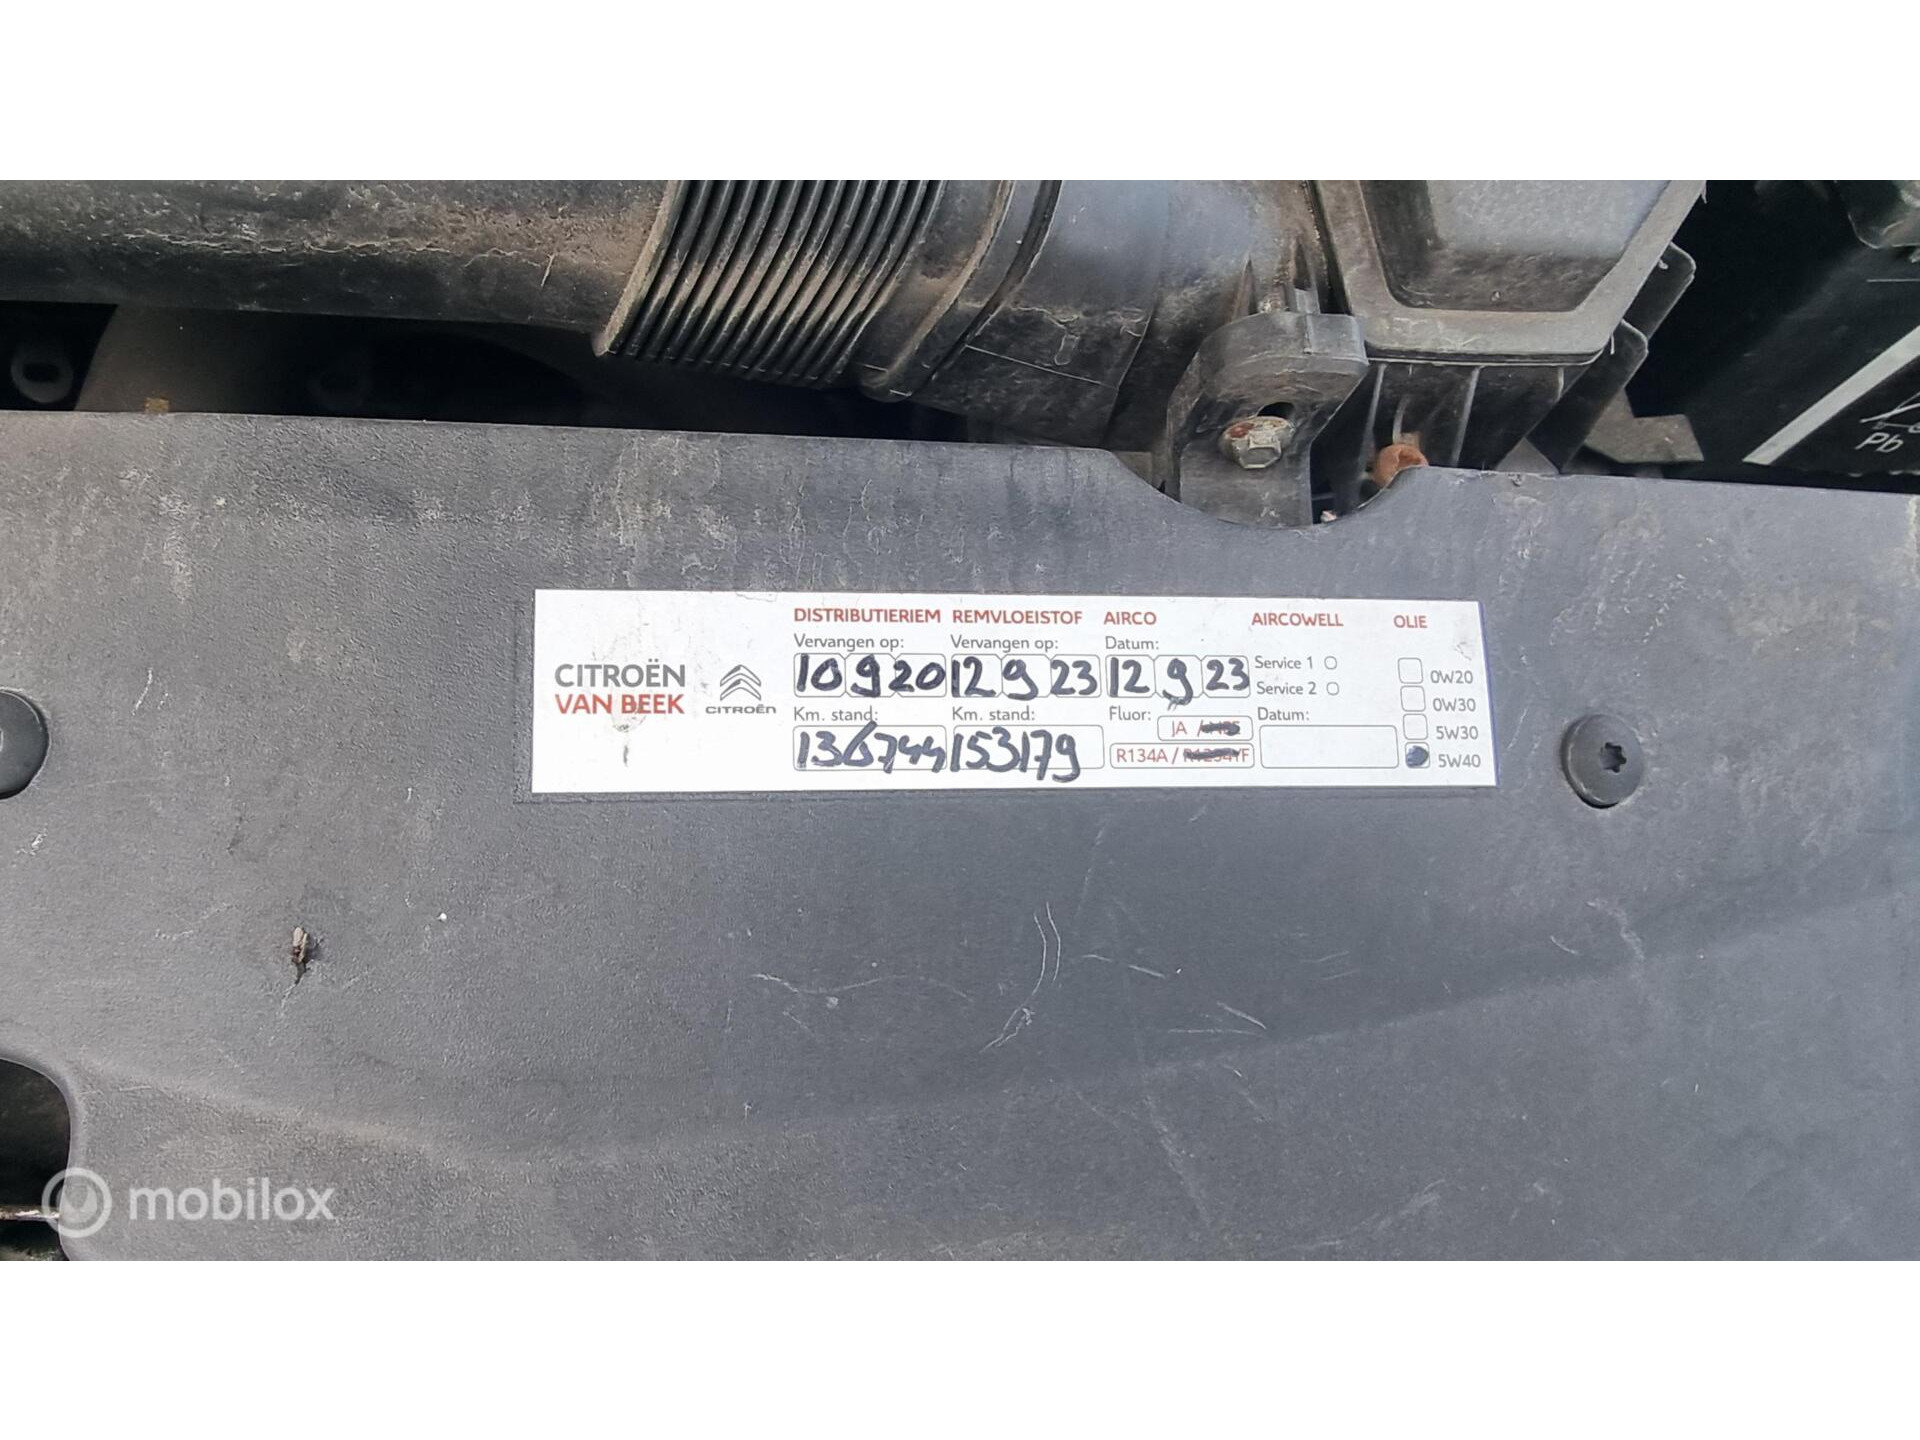 DISTRIBUTIERIEM REMVLOEISTOF AIRCO AIRCOWELL OLIE
Vervangen op: Vervangen op: Datum:
CITROËN
VAN BEEK
CITROËN
10 9 20 12 9 23 12 9 23
Service 1
Service 2
0W20
0W30
5W30
5W40
Km. stand: Km. stand: Fluor: JA / Datum:
136744 153179 R134A / R1234YF
Pb
mobilox